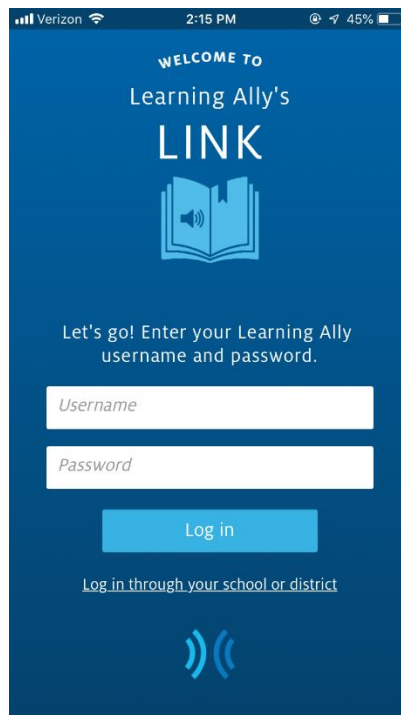 Verizon 2:15 PM 45%
WELCOME TO
Learning Ally's
LINK
Let's go! Enter your Learning Ally
username and password.
Username
Password
Log in
Log in through your school or district